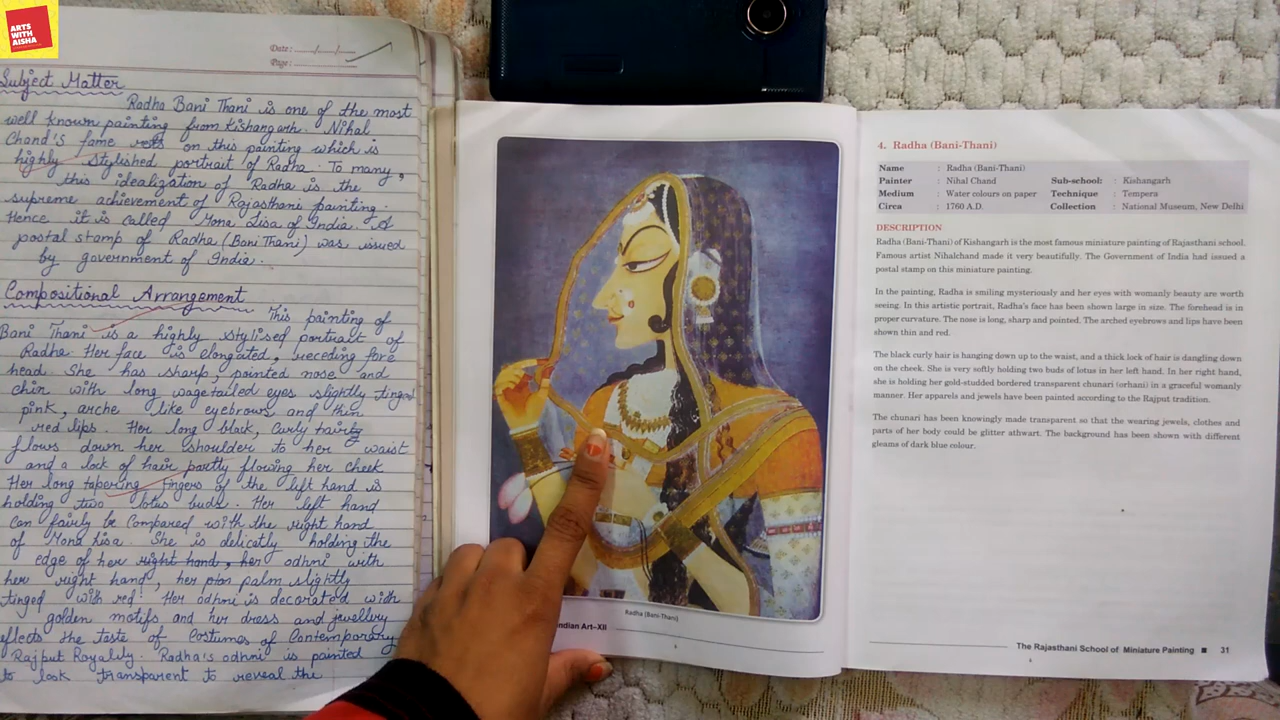 ARTS
WITH
AISHA
Date: ___/___/___
Page: ___
Subject Matter
Radha Bani Thani is one of the most
well known painting from Kishangarh. Nihal
Chand's fame rests on this painting which is
highly stylished portrait of Radha. To many,
this idealization of Radha is the
supreme achievement of Rajasthani painting.
Hence it is called Mona Lisa of India. A
postal stamp of Radha (Bani Thani) was issued
by government of India.
Compositional Arrangement
This painting of
Bani Thani is a highly stylised portrait of
Radha. Her face is elongated, receding fore
head. She has sharp, pointed nose and
chin with long wagetailed eyes slightly tinged
pink, arche like eyebrows and thin
red lips. Her long black, curly hairs
flows down her shoulder to her waist
and a lock of hair partly flowing her cheek
Her long tapering fingers of the left hand is
holding two lotus buds. Her left hand
can fairly be compared with the right hand
of Mona Lisa. She is delicatly holding the
edge of her right hand, her odhni with
her right hand, her palm slightly
tinged with red. Her odhni is decorated with
golden motifs and her dress and jewellery
eflects the taste of Costumes of Contemporary
Rajput Royality. Radha's odhni is painted
to look transparent to reveal the
Radha (Bani-Thani)
ndian Art–XII
4. Radha (Bani-Thani)
Name : Radha (Bani-Thani)
Painter : Nihal Chand Sub-school: : Kishangarh
Medium : Water colours on paper Technique : Tempera
Circa : 1760 A.D. Collection : National Museum, New Delhi
DESCRIPTION
Radha (Bani-Thani) of Kishangarh is the most famous miniature painting of Rajasthani school.
Famous artist Nihalchand made it very beautifully. The Government of India had issued a
postal stamp on this miniature painting.
In the painting, Radha is smiling mysteriously and her eyes with womanly beauty are worth
seeing. In this artistic portrait, Radha's face has been shown large in size. The forehead is in
proper curvature. The nose is long, sharp and pointed. The arched eyebrows and lips have been
shown thin and red.
The black curly hair is hanging down up to the waist, and a thick lock of hair is dangling down
on the cheek. She is very softly holding two buds of lotus in her left hand. In her right hand,
she is holding her gold-studded bordered transparent chunari (orhani) in a graceful womanly
manner. Her apparels and jewels have been painted according to the Rajput tradition.
The chunari has been knowingly made transparent so that the wearing jewels, clothes and
parts of her body could be glitter athwart. The background has been shown with different
gleams of dark blue colour.
The Rajasthani School of Miniature Painting ■ 31